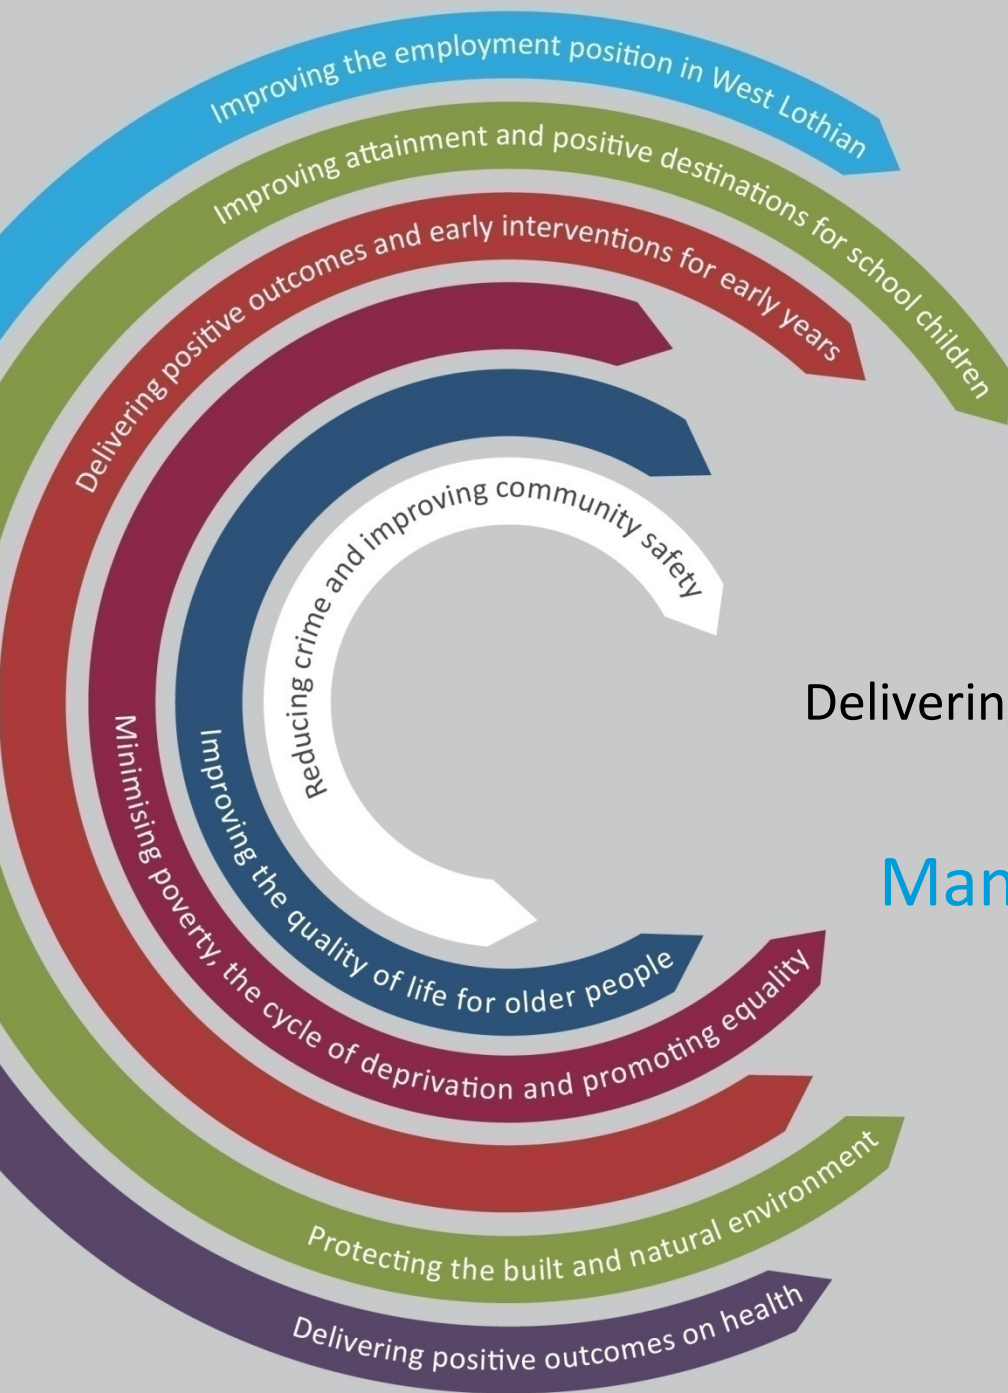 Improving the employment position in West Lothian
Improving attainment and positive destinations for school children
Delivering positive outcomes and early interventions for early years
Reducing crime and improving community safety
Deliverin
Man
Improving the quality of life for older people
Minimising poverty, the cycle of deprivation and promoting equality
Protecting the built and natural environment
Delivering positive outcomes on health